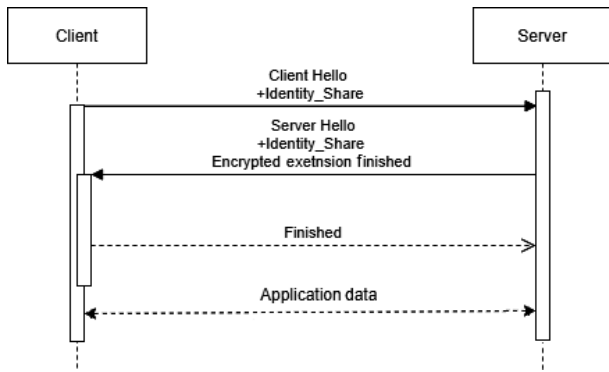 Client
Server
Client Hello
+Identity_Share
Server Hello
+Identity_Share
Encrypted exetnsion finished
Finished
Application data